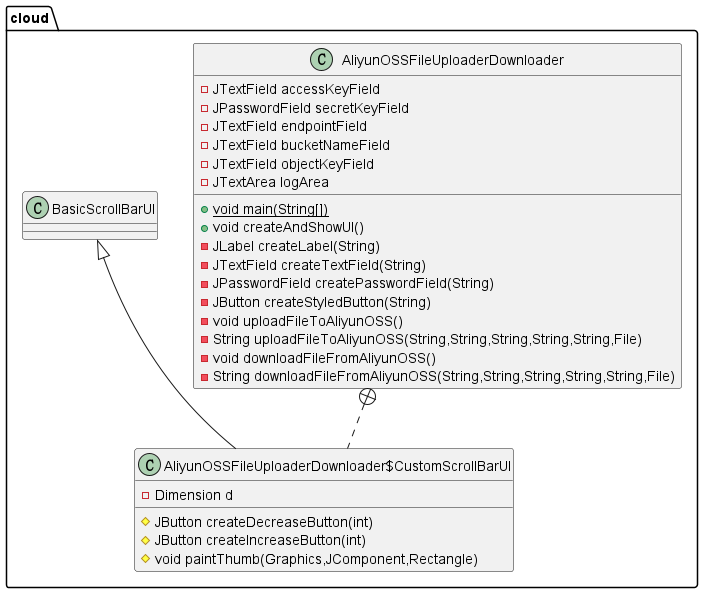 cloud
C AliyunOSSFileUploaderDownloader
JTextField accessKeyField
JPasswordField secretKeyField
JTextField endpointField
JTextField bucketNameField
JTextField objectKeyField
JTextArea logArea
void main(String[])
void createAndShowUI()
JLabel createLabel(String)
JTextField createTextField(String)
JPasswordField createPasswordField(String)
JButton createStyledButton(String)
void uploadFileToAliyunOSS()
String uploadFileToAliyunOSS(String,String,String,String,String,File)
void downloadFileFromAliyunOSS()
String downloadFileFromAliyunOSS(String,String,String,String,String,File)
C BasicScrollBarUI
C AliyunOSSFileUploaderDownloader$CustomScrollBarUI
Dimension d
JButton createDecreaseButton(int)
JButton createIncreaseButton(int)
void paintThumb(Graphics,JComponent,Rectangle)